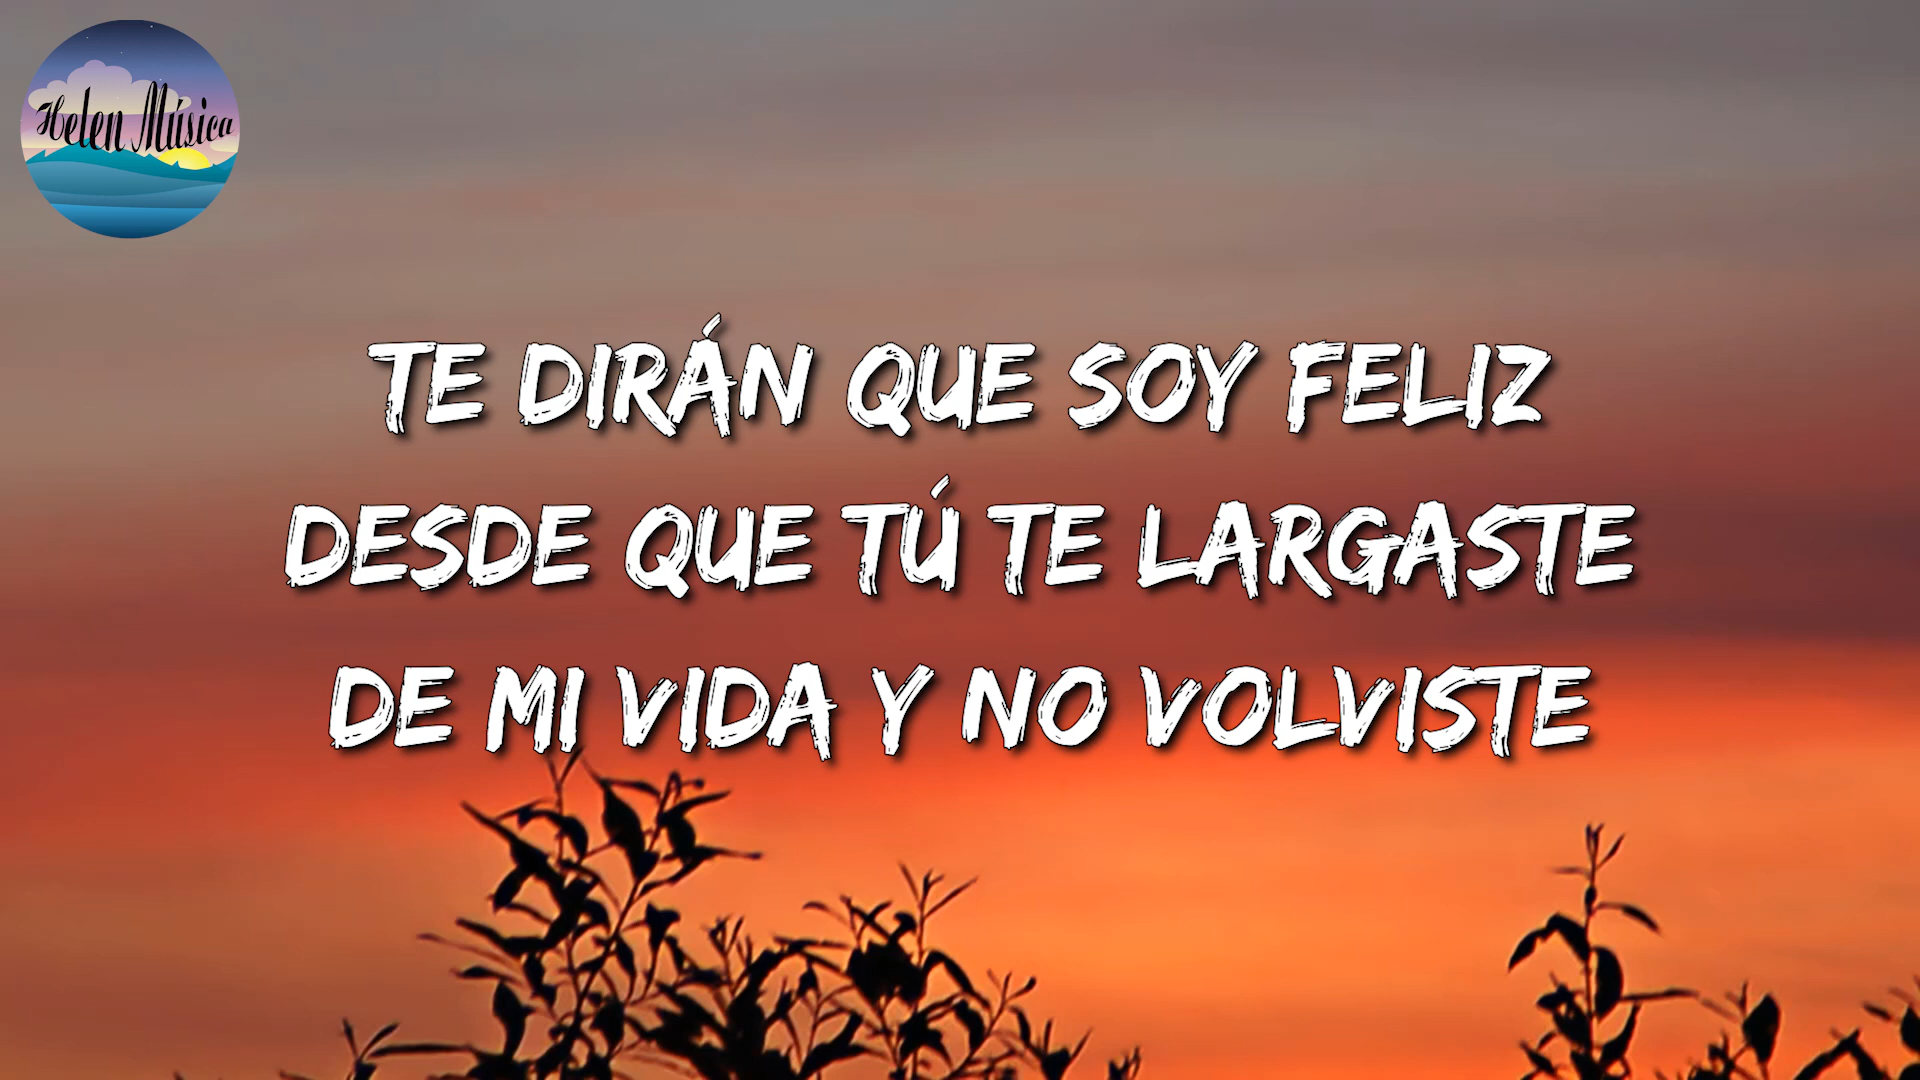 Helen Música
TE DIRÁN QUE SOY FELIZ
DESDE QUE TÚ TE LARGASTE
DE MI VIDA Y NO VOLVISTE